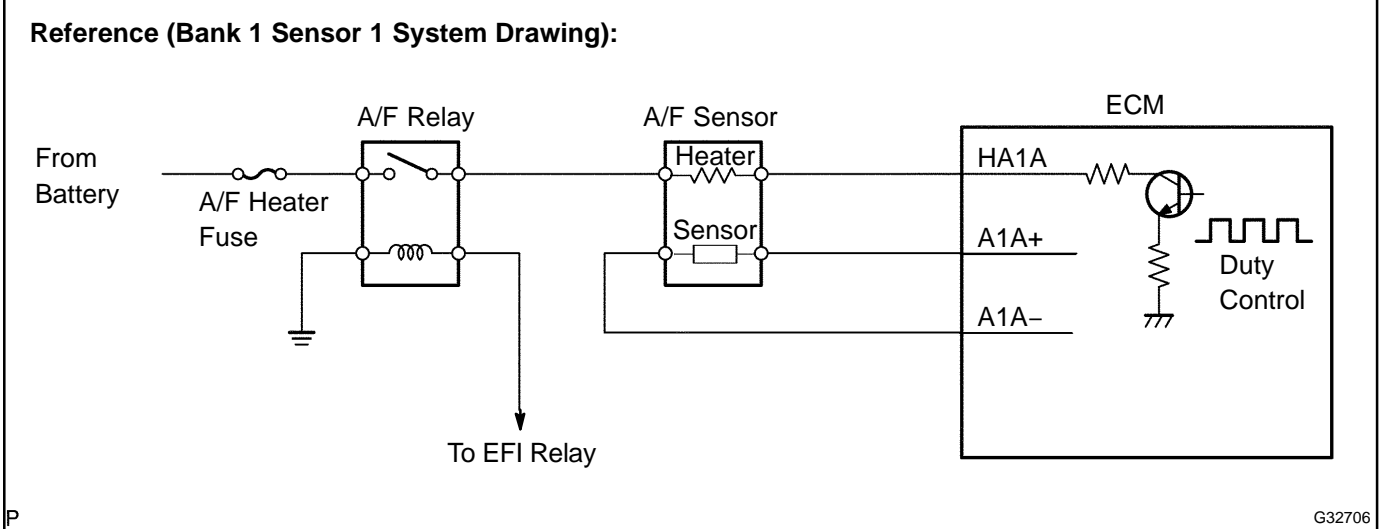 Reference (Bank 1 Sensor 1 System Drawing):
ECM
A/F Relay
A/F Sensor
From
Battery
Heater
HA1A
A/F Heater
Fuse
Sensor
A1A+
Duty
Control
A1A−
To EFI Relay
P
G32706